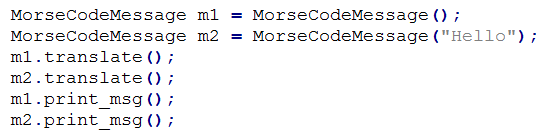 MorseCodeMessage m1 = MorseCodeMessage();
MorseCodeMessage m2 = MorseCodeMessage("Hello");
m1.translate();
m2.translate();
m1.print_msg();
m2.print_msg();